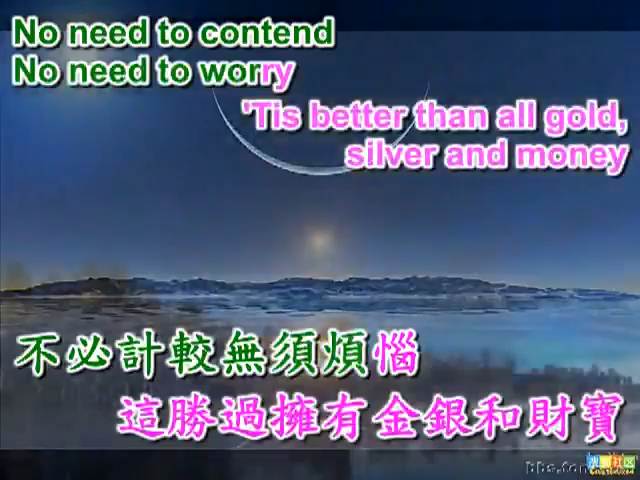 No need to contend
No need to worry
'Tis better than all gold,
silver and money
不必計較無須煩惱
這勝過擁有金銀和財寶